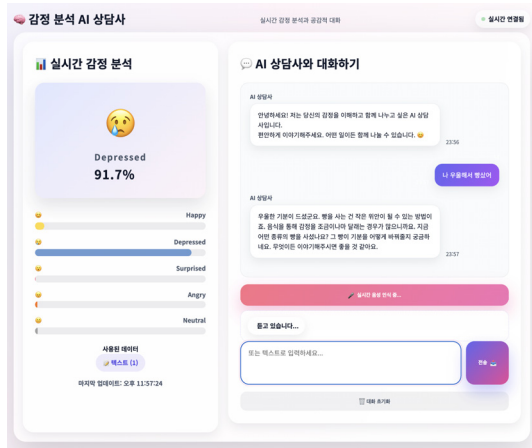 감정 분석 AI 상담사
실시간 감정 분석과 공감적 대화
실시간 연결됨
실시간 감정 분석
Depressed
91.7%
Happy
Depressed
Surprised
Angry
Neutral
사용된 데이터
텍스트 (1)
마지막 업데이트: 오후 11:57:24
AI 상담사와 대화하기
AI 상담사
안녕하세요! 저는 당신의 감정을 이해하고 함께 나누고 싶은 AI 상담
사입니다.
편안하게 이야기해주세요. 어떤 일이든 함께 나눌 수 있습니다.
23:56
나 우울해서 빵샀어
AI 상담사
우울한 기분이 드셨군요. 빵을 사는 건 작은 위안이 될 수 있는 방법이
죠. 음식을 통해 감정을 조금이나마 달래는 경우가 많으니까요. 지금
어떤 종류의 빵을 사셨나요? 그 빵이 기분을 어떻게 바꿔줄지 궁금하
네요. 무엇이든 이야기해주시면 좋을 것 같아요.
23:57
실시간 음성 인식 중...
듣고 있습니다...
또는 텍스트로 입력하세요...
전송
대화 초기화